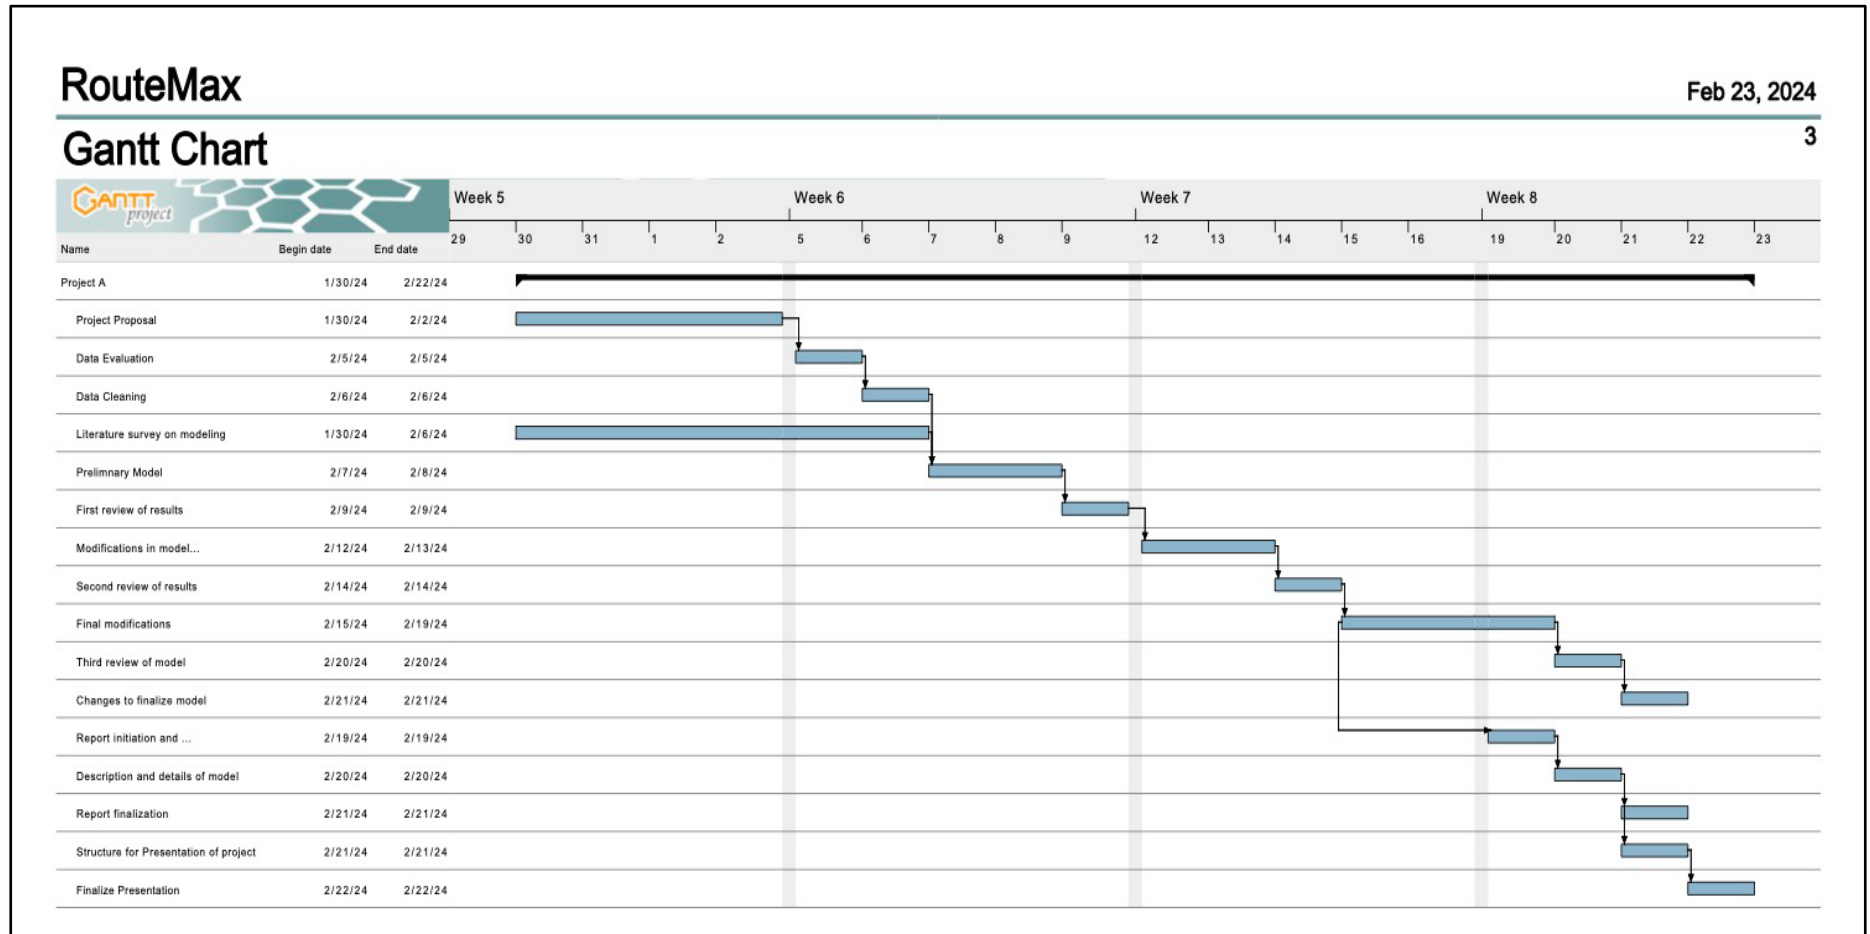 RouteMax
Feb 23, 2024
Gantt Chart
3
GANTT
project
Week 5 Week 6 Week 7 Week 8
29 30 31 1 2 5 6 7 8 9 12 13 14 15 16 19 20 21 22 23
Name Begin date End date
Project A 1/30/24 2/22/24
Project Proposal 1/30/24 2/2/24
Data Evaluation 2/5/24 2/5/24
Data Cleaning 2/6/24 2/6/24
Literature survey on modeling 1/30/24 2/6/24
Prelimnary Model 2/7/24 2/8/24
First review of results 2/9/24 2/9/24
Modifications in model... 2/12/24 2/13/24
Second review of results 2/14/24 2/14/24
Final modifications 2/15/24 2/19/24
Third review of model 2/20/24 2/20/24
Changes to finalize model 2/21/24 2/21/24
Report initiation and ... 2/19/24 2/19/24
Description and details of model 2/20/24 2/20/24
Report finalization 2/21/24 2/21/24
Structure for Presentation of project 2/21/24 2/21/24
Finalize Presentation 2/22/24 2/22/24